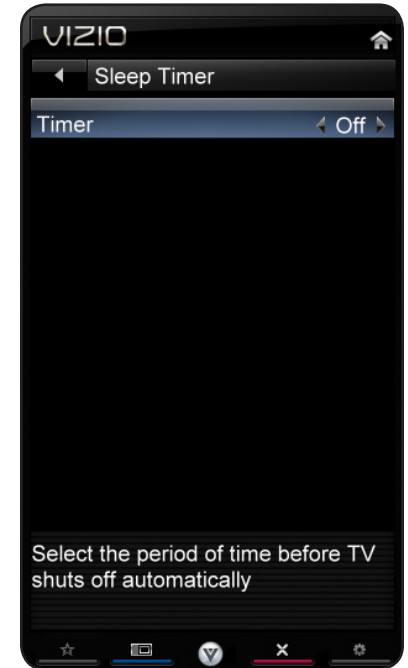 VIZIO
Sleep Timer
Timer Off
Select the period of time before TV
shuts off automatically
V